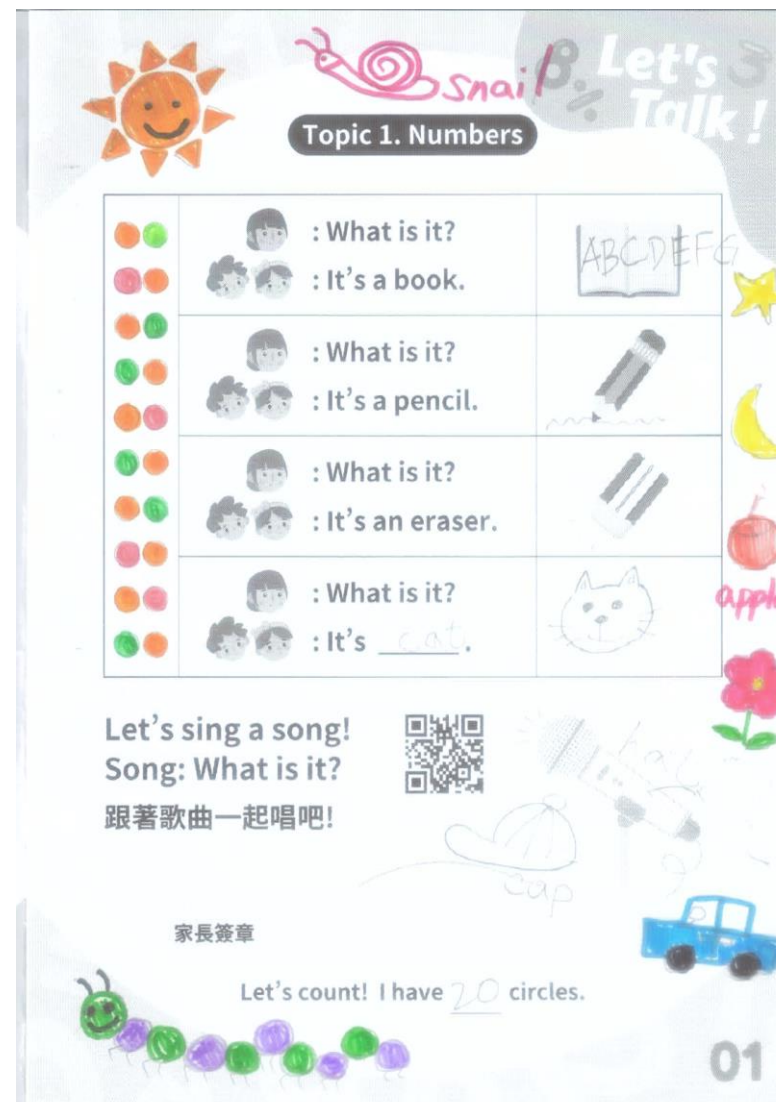 snail
Let's
Talk!
Topic 1. Numbers
: What is it?
: It's a book.
ABCDEFG
: What is it?
: It's a pencil.
: What is it?
: It's an eraser.
: What is it?
: It's cat.
apple
Let's sing a song!
Song: What is it?
跟著歌曲一起唱吧!
hat
cap
家長簽章
Let's count! I have 20 circles.
01